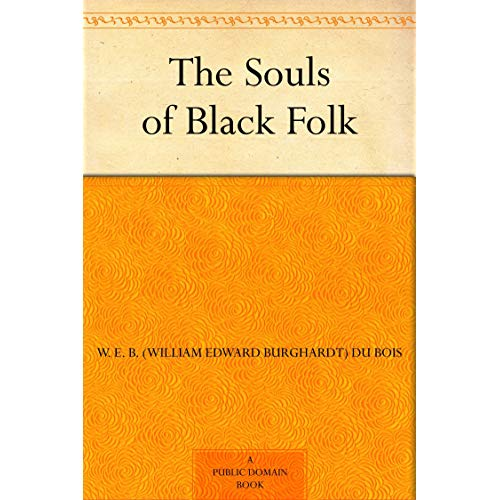 The Souls
of Black Folk
W. E. B. (WILLIAM EDWARD BURGHARDT) DU BOIS
A
PUBLIC DOMAIN
BOOK